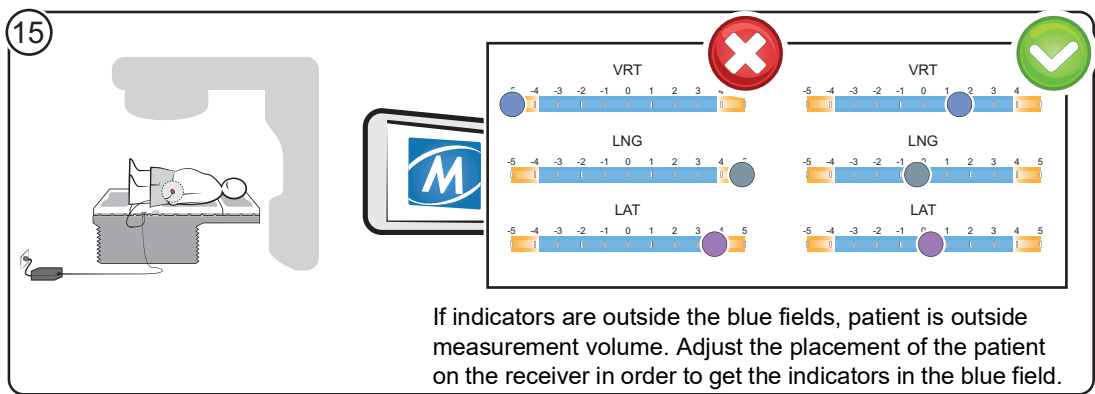 15
VRT
-4 -3 -2 -1 0 1 2 3
VRT
-5 -4 -3 -2 -1 0 1 2 3 4
LNG
-5 -4 -3 -2 -1 0 1 2 3 4
LNG
-5 -4 -3 -2 -1 1 2 3 4 5
LAT
-5 -4 -3 -2 -1 0 1 2 3 4 5
LAT
-5 -4 -3 -2 -1 0 1 2 3 4 5
M
If indicators are outside the blue fields, patient is outside
measurement volume. Adjust the placement of the patient
on the receiver in order to get the indicators in the blue field.